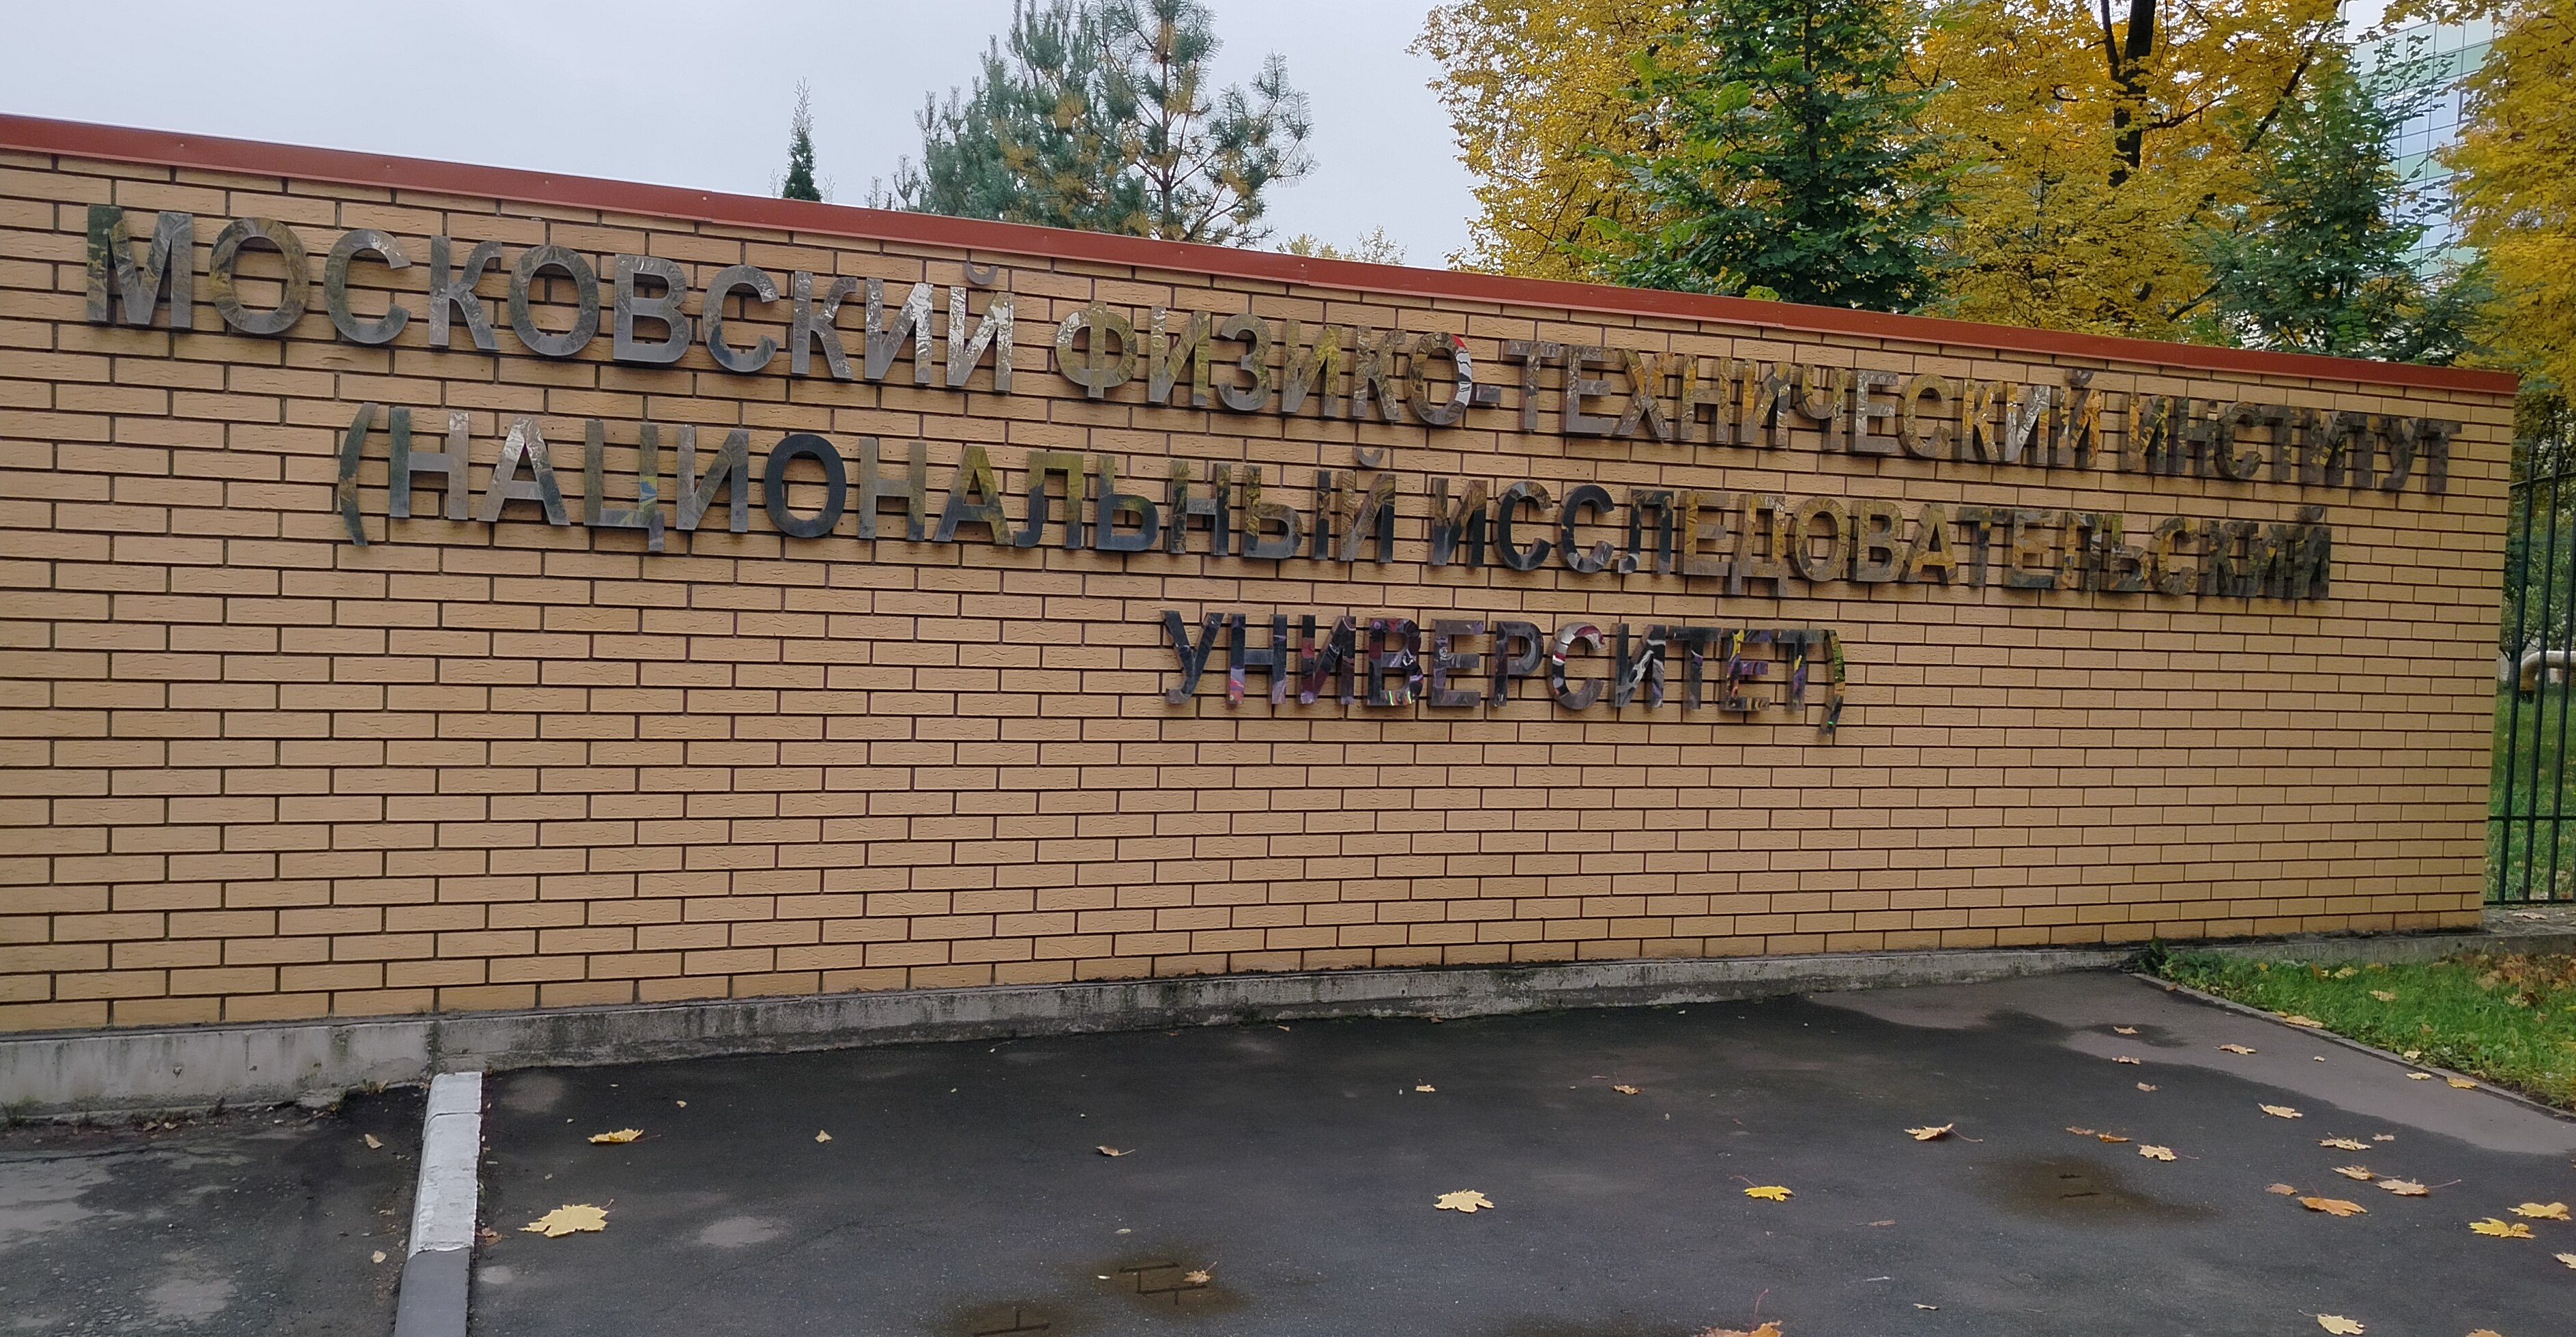 МОСКОВСКИЙ ФИЗИКО-ТЕХНИЧЕСКИЙ ИНСТИТУТ
(НАЦИОНАЛЬНЫЙ ИССЛЕДОВАТЕЛЬСКИЙ
УНИВЕРСИТЕТ)